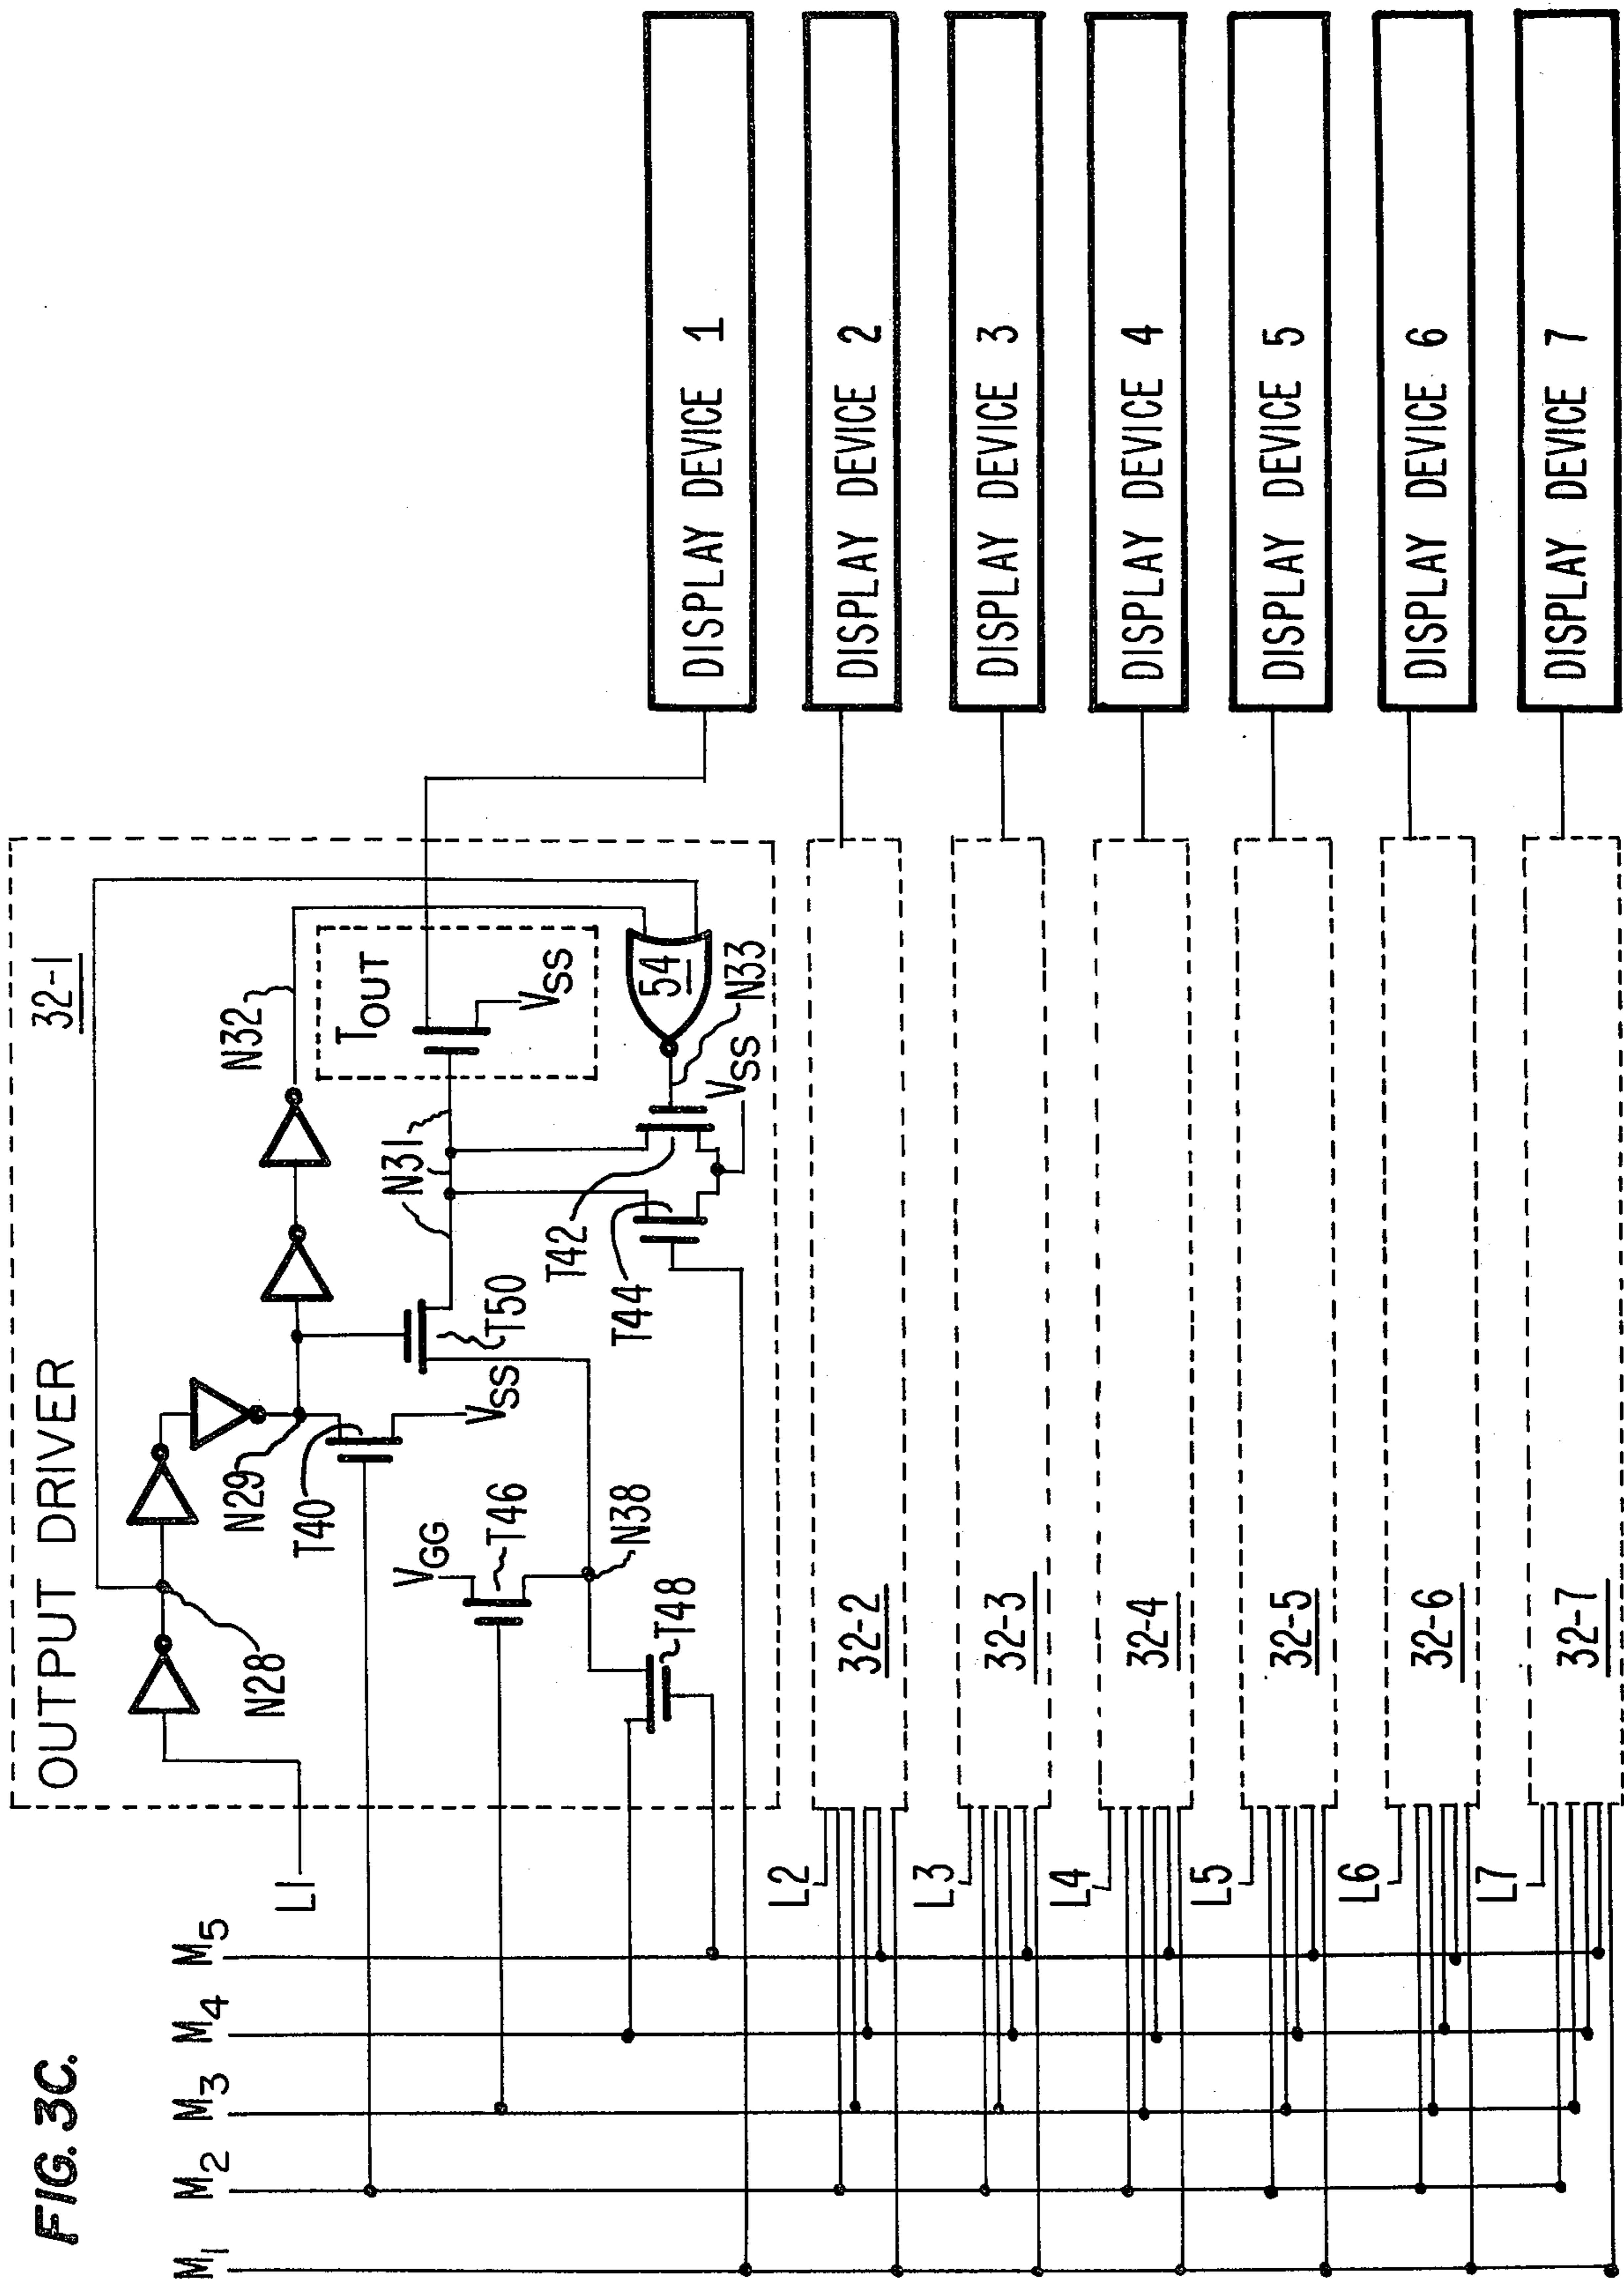 FIG. 3C.
M1
M2
M3
M4
M5
L1
OUTPUT DRIVER
32-1
N28
N29
T40
VSS
VGG
T46
N38
T48
T50
N31
N32
TOUT
VSS
54
N33
VSS
T42
T44
DISPLAY DEVICE 1
L2
32-2
DISPLAY DEVICE 2
L3
32-3
DISPLAY DEVICE 3
L4
32-4
DISPLAY DEVICE 4
L5
32-5
DISPLAY DEVICE 5
L6
32-6
DISPLAY DEVICE 6
L7
32-7
DISPLAY DEVICE 7